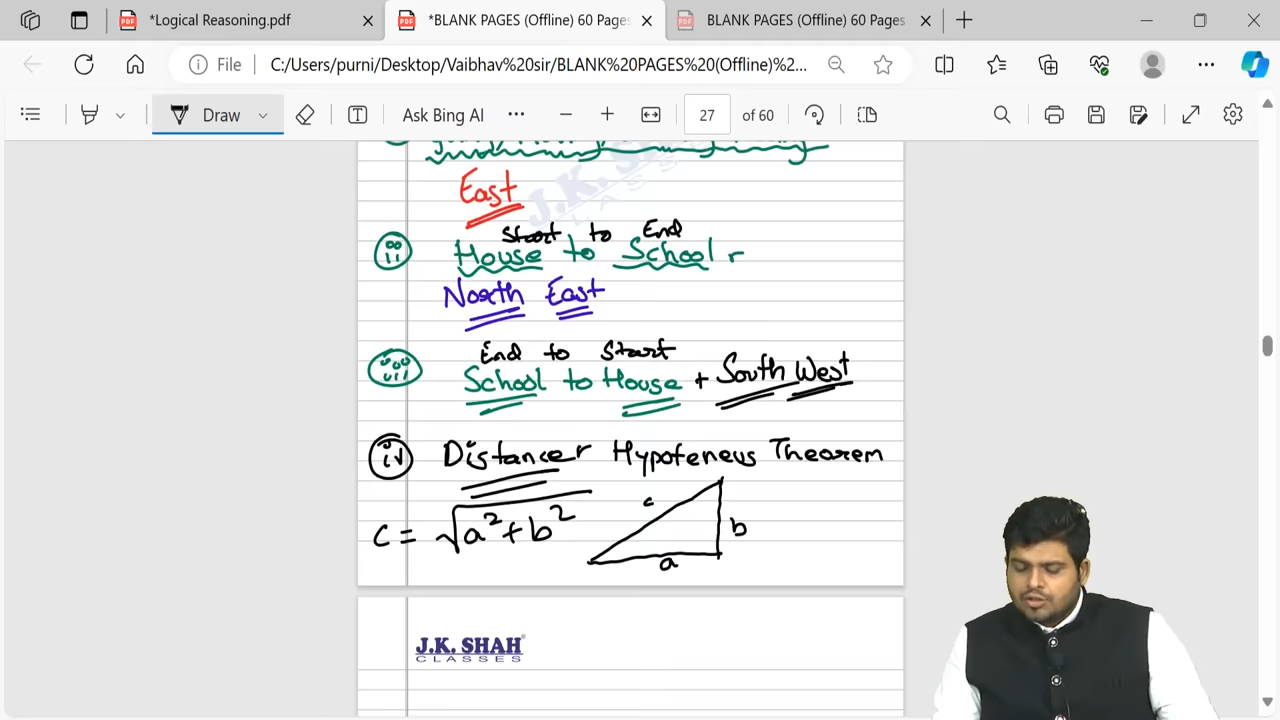 *Logical Reasoning.pdf
*BLANK PAGES (Offline) 60 Pages
BLANK PAGES (Offline) 60 Pages
File
C:/Users/purni/Desktop/Vaibhav%20sir/BLANK%20PAGES%20(Offline)%2...
Draw
Ask Bing AI
27 of 60
J.K. SHA
East
Start to End
ii House to School r
North East
End to Start
iii School to House + South West
iv Distance r Hypoteneus Theorem
c = √a²+b²
c
b
a
J.K. SHAH®
CLASSES